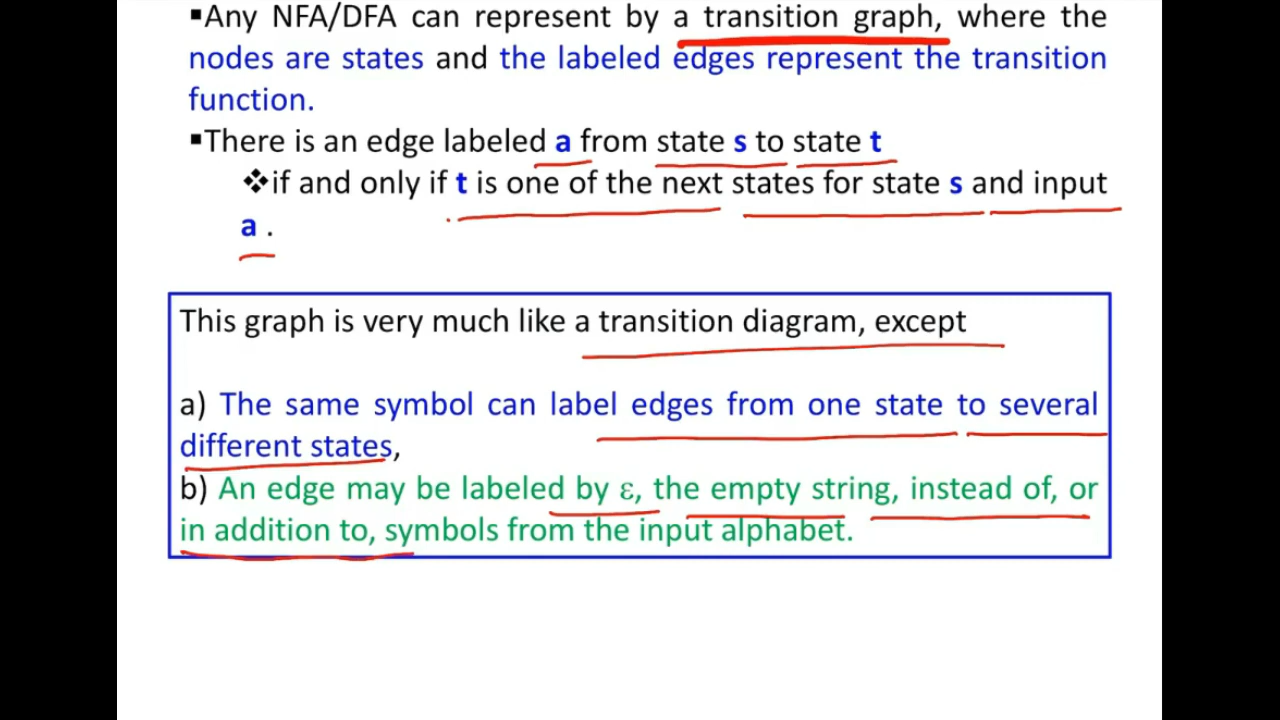 ▪Any NFA/DFA can represent by a transition graph, where the
nodes are states and the labeled edges represent the transition
function.
▪There is an edge labeled a from state s to state t
❖if and only if t is one of the next states for state s and input
a .
This graph is very much like a transition diagram, except
a) The same symbol can label edges from one state to several
different states,
b) An edge may be labeled by ε, the empty string, instead of, or
in addition to, symbols from the input alphabet.